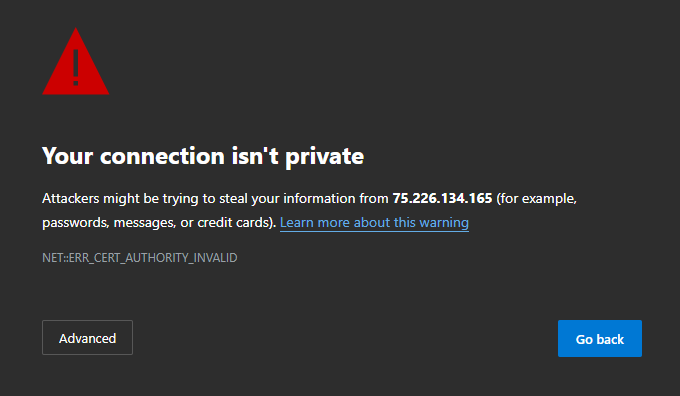 Your connection isn't private
Attackers might be trying to steal your information from 75.226.134.165 (for example,
passwords, messages, or credit cards). Learn more about this warning
NET::ERR_CERT_AUTHORITY_INVALID
Advanced
Go back